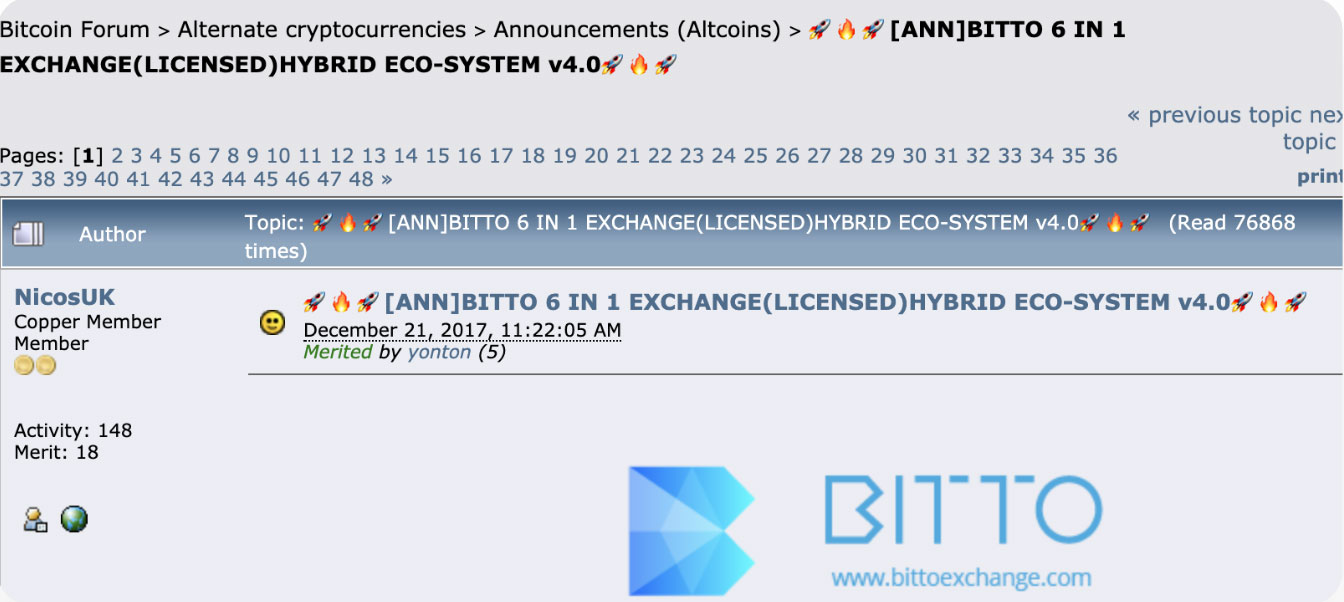 Bitcoin Forum > Alternate cryptocurrencies > Announcements (Altcoins) > 🚀🔥🚀[ANN]BITTO 6 IN 1
EXCHANGE(LICENSED)HYBRID ECO-SYSTEM v4.0🚀🔥🚀
« previous topic nex
topic
Pages: [1] 2 3 4 5 6 7 8 9 10 11 12 13 14 15 16 17 18 19 20 21 22 23 24 25 26 27 28 29 30 31 32 33 34 35 36
37 38 39 40 41 42 43 44 45 46 47 48 »
print
Author
Topic: 🚀🔥🚀[ANN]BITTO 6 IN 1 EXCHANGE(LICENSED)HYBRID ECO-SYSTEM v4.0🚀🔥🚀 (Read 76868
times)
NicosUK
Copper Member
Member
Activity: 148
Merit: 18
🚀🔥🚀[ANN]BITTO 6 IN 1 EXCHANGE(LICENSED)HYBRID ECO-SYSTEM v4.0🚀🔥🚀
December 21, 2017, 11:22:05 AM
Merited by yonton (5)
BITTO
www.bittoexchange.com